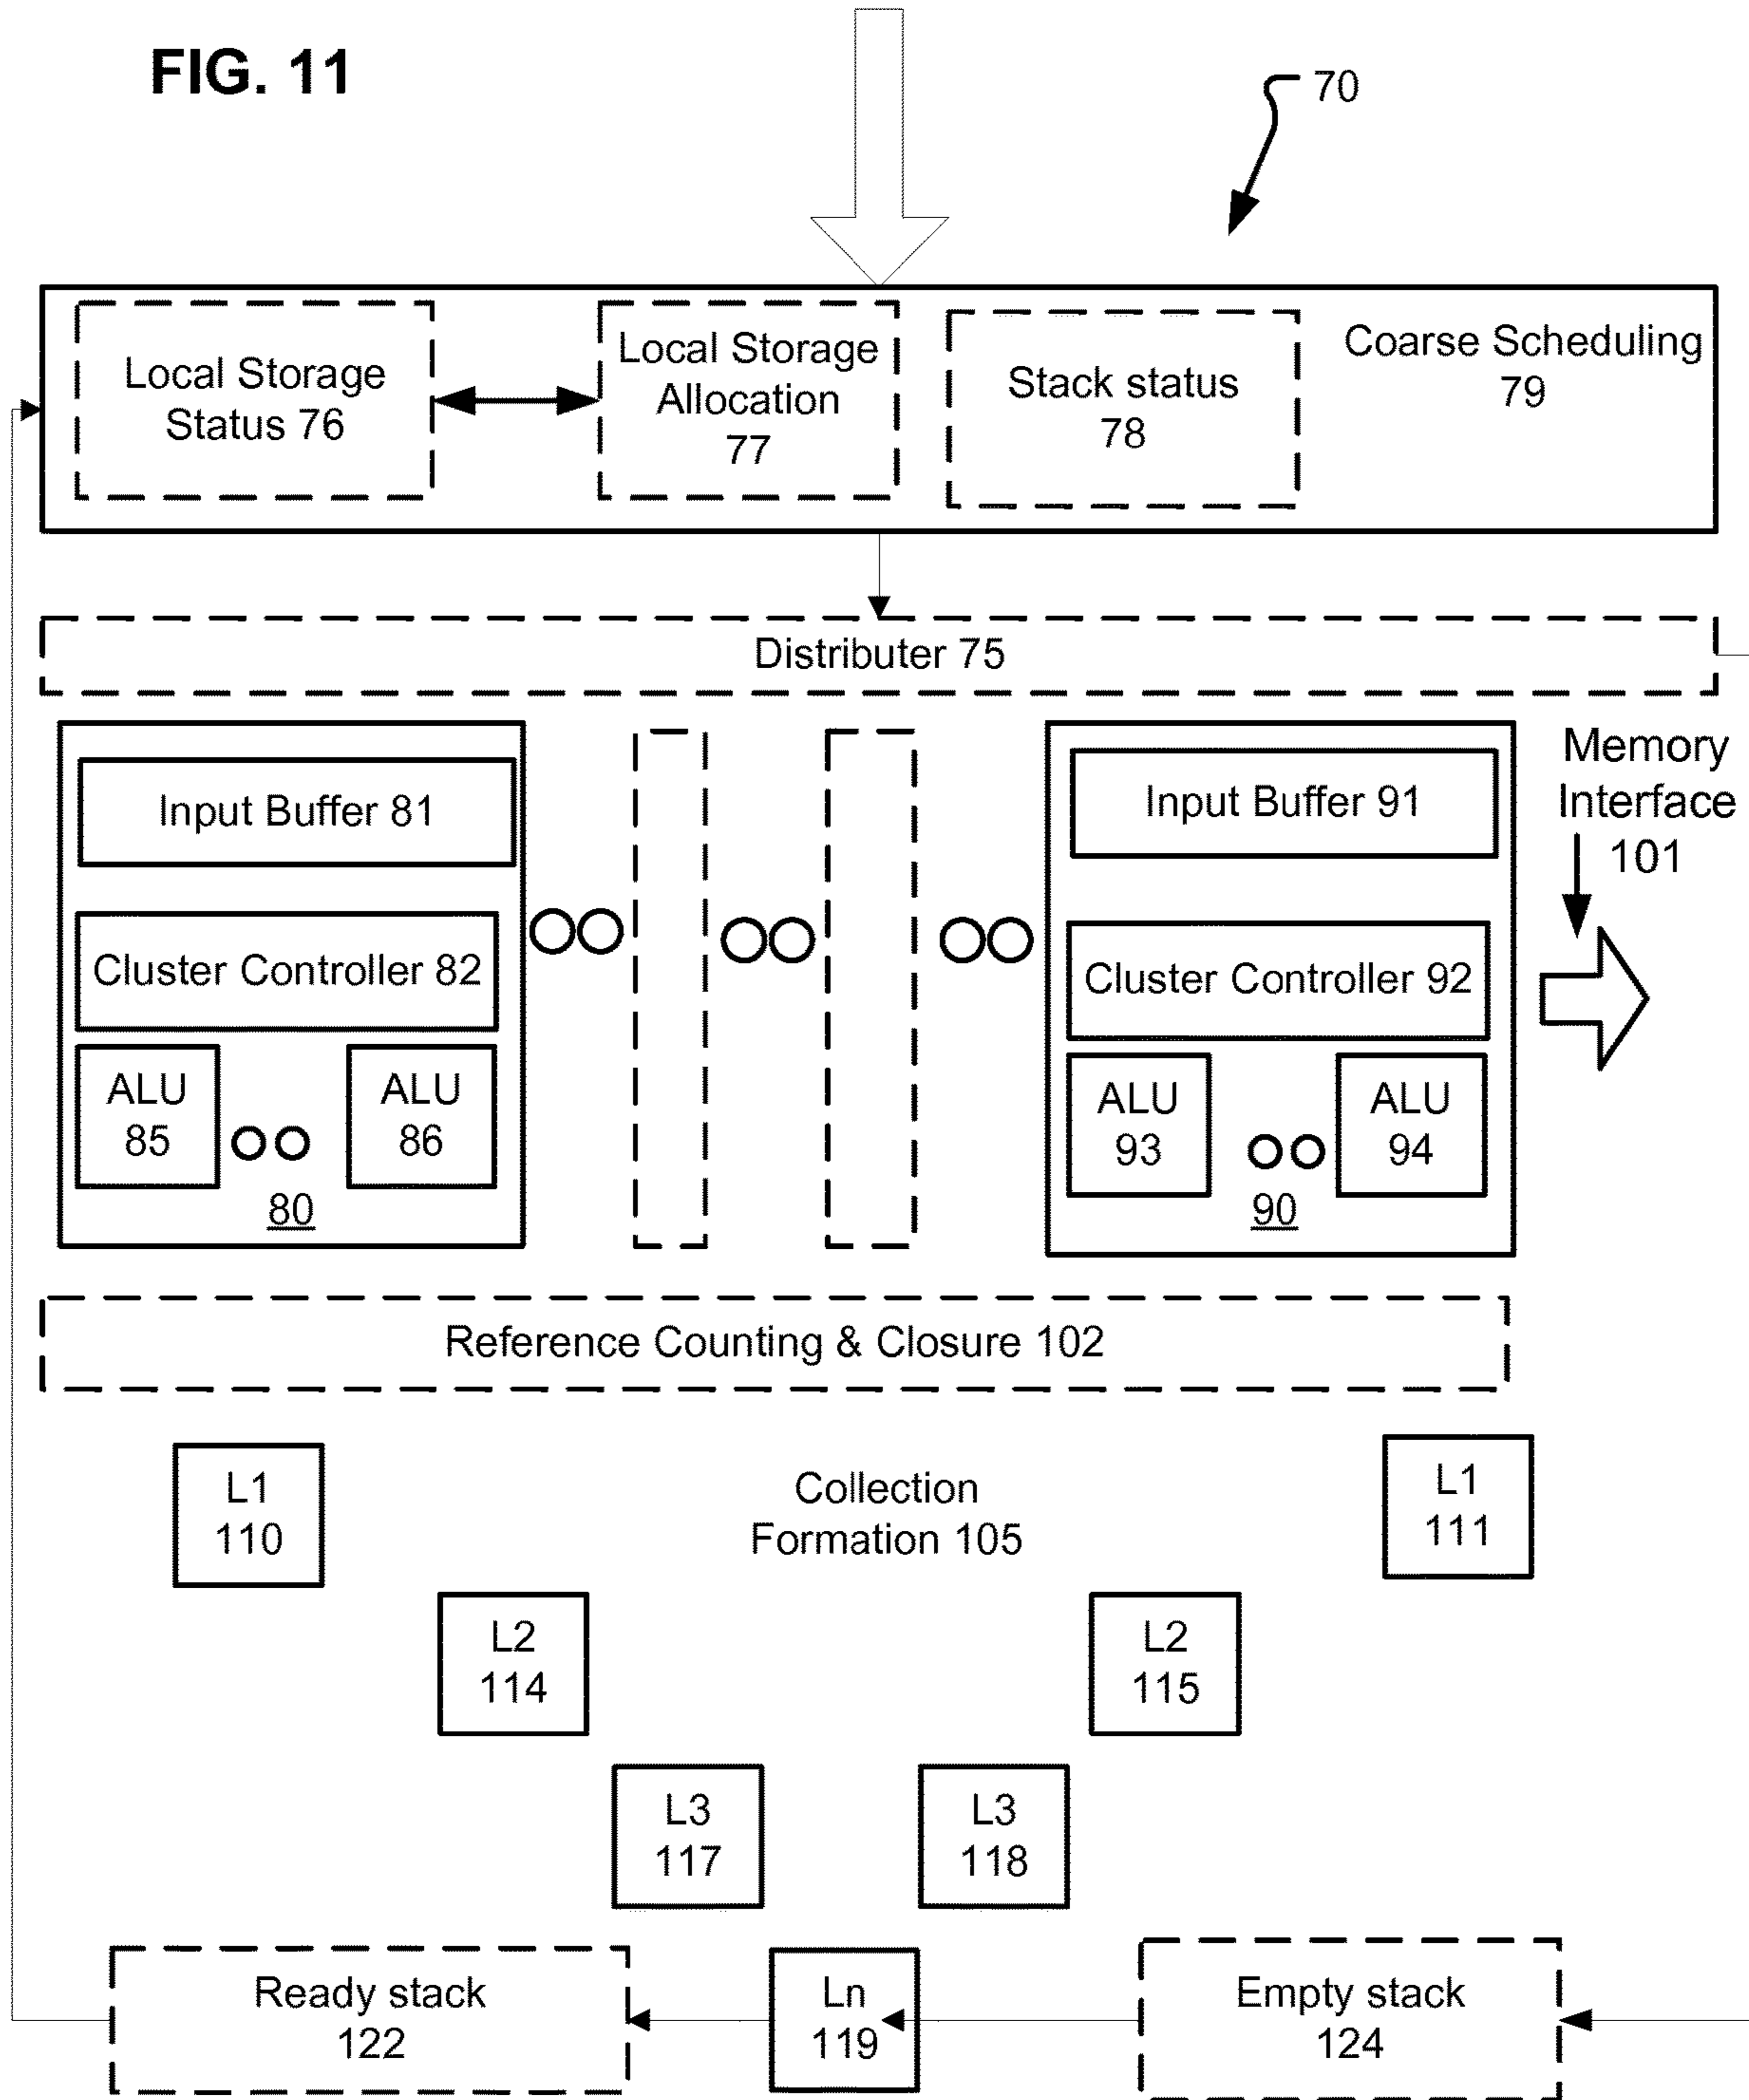 FIG. 11
70
Local Storage
Status 76
Local Storage
Allocation
77
Stack status
78
Coarse Scheduling
79
Distributer 75
Input Buffer 81
Cluster Controller 82
ALU
85
ALU
86
80
Input Buffer 91
Cluster Controller 92
ALU
93
ALU
94
90
Memory
Interface
101
Reference Counting & Closure 102
Collection
Formation 105
L1
110
L1
111
L2
114
L2
115
L3
117
L3
118
Ready stack
122
Ln
119
Empty stack
124